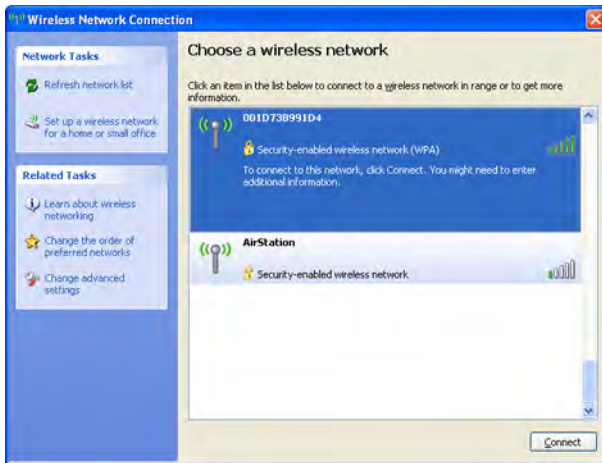 Wireless Network Connection
Network Tasks
Refresh network list
Set up a wireless network
for a home or small office
Related Tasks
Learn about wireless
networking
Change the order of
preferred networks
Change advanced
settings
Choose a wireless network
Click an item in the list below to connect to a wireless network in range or to get more
information.
001D73B991D4
Security-enabled wireless network (WPA)
To connect to this network, click Connect. You might need to enter
additional information.
AirStation
Security-enabled wireless network
Connect